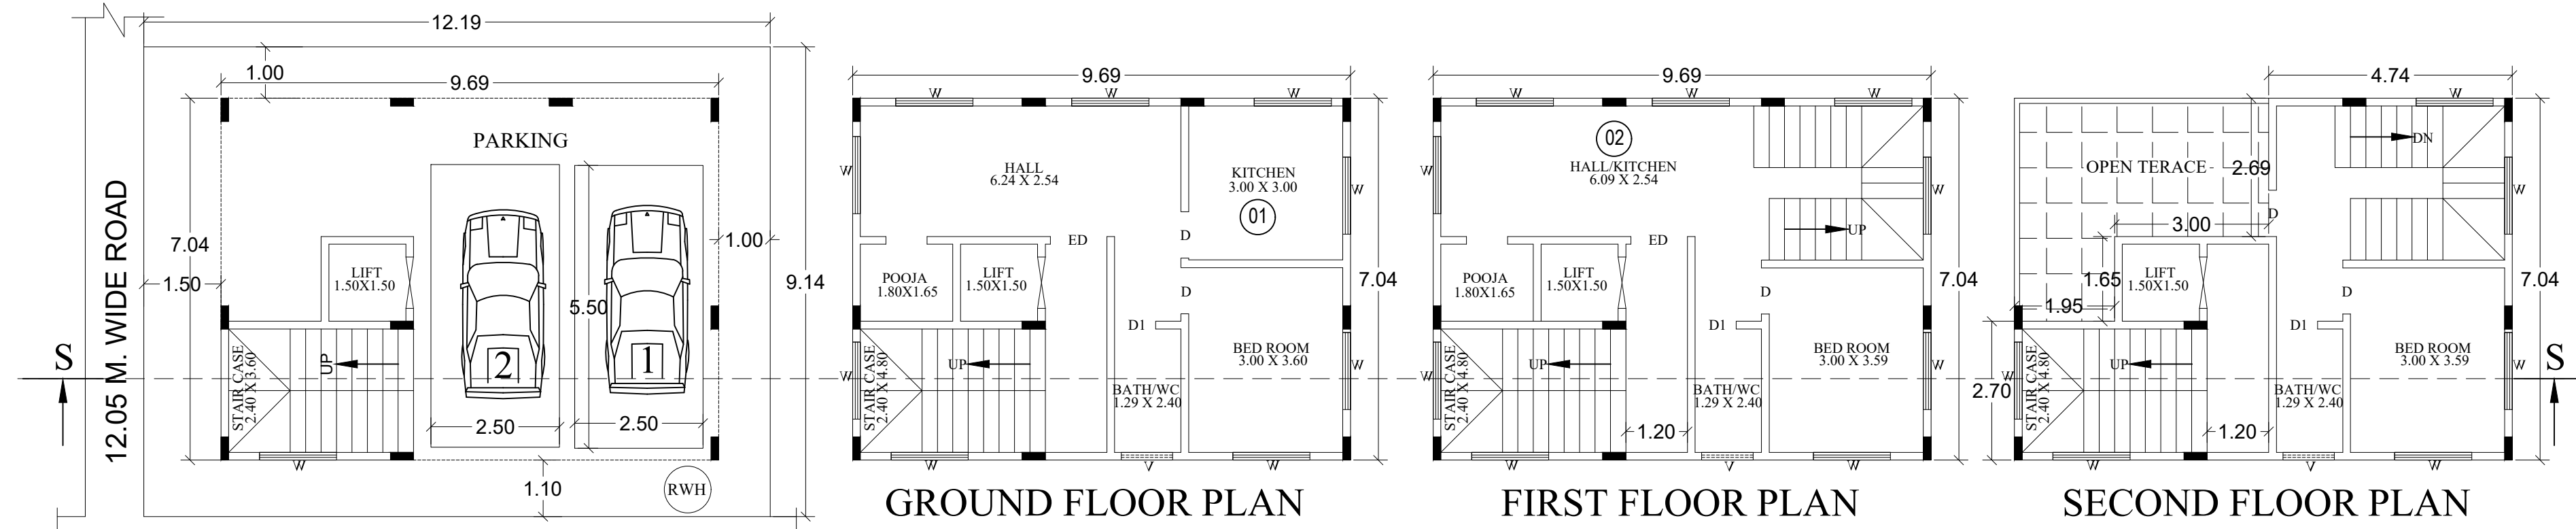 12.19
1.00
9.69
PARKING
12.05 M. WIDE ROAD
7.04
1.50
LIFT
1.50X1.50
5.50
1.00
9.14
UP
STAIR CASE
2.40 X 3.60
2
1
2.50
2.50
W
1.10
RWH
S
9.69
W
W
W
W
HALL
6.24 X 2.54
KITCHEN
3.00 X 3.00
01
W
ED
D
POOJA
1.80X1.65
LIFT
1.50X1.50
D
7.04
D1
UP
STAIR CASE
2.40 X 4.80
W
BED ROOM
3.00 X 3.60
W
BATH/WC
1.29 X 2.40
W
V
W
GROUND FLOOR PLAN
9.69
W
W
W
W
02
HALL/KITCHEN
6.09 X 2.54
W
UP
ED
POOJA
1.80X1.65
LIFT
1.50X1.50
D
7.04
D1
UP
STAIR CASE
2.40 X 4.80
W
BED ROOM
3.00 X 3.59
W
BATH/WC
1.29 X 2.40
1.20
W
V
W
FIRST FLOOR PLAN
4.74
W
DN
OPEN TERACE
2.69
W
D
3.00
1.65
LIFT
1.50X1.50
1.95
D
7.04
D1
UP
STAIR CASE
2.40 X 4.80
W
2.70
BED ROOM
3.00 X 3.59
W
BATH/WC
1.29 X 2.40
1.20
W
V
W
S
SECOND FLOOR PLAN